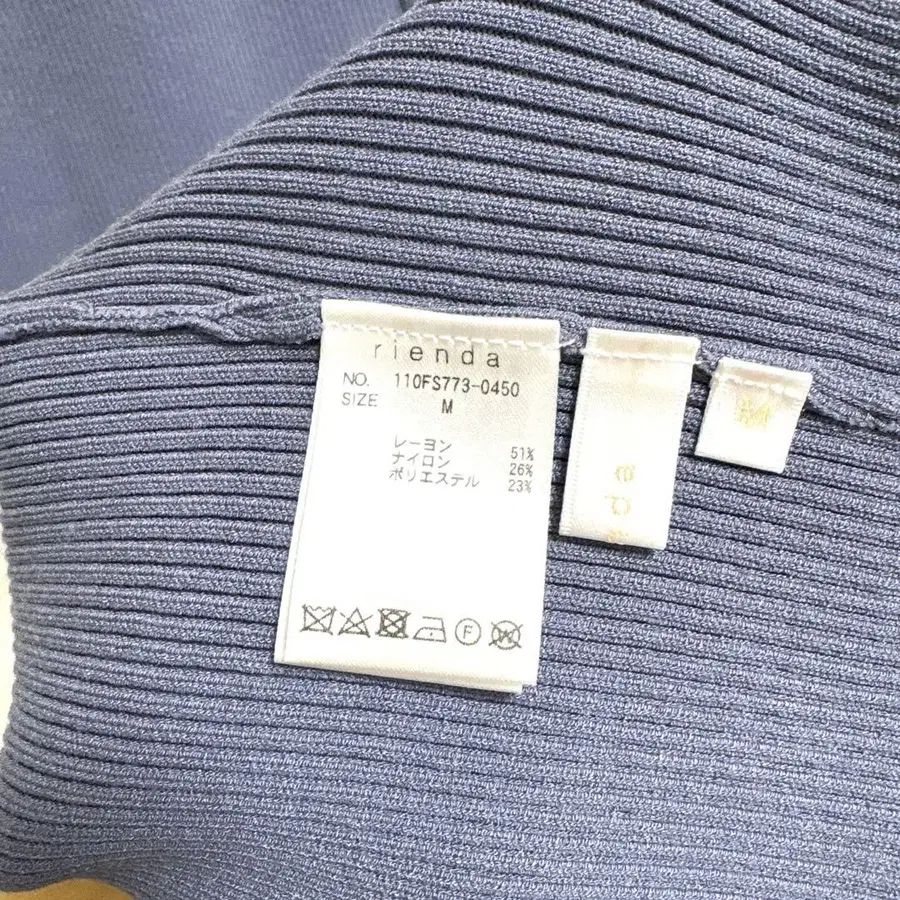 rienda
NO. 110FS773-0450
SIZE M
レーヨン 51%
ナイロン 26%
ポリエステル 23%
F
W
M